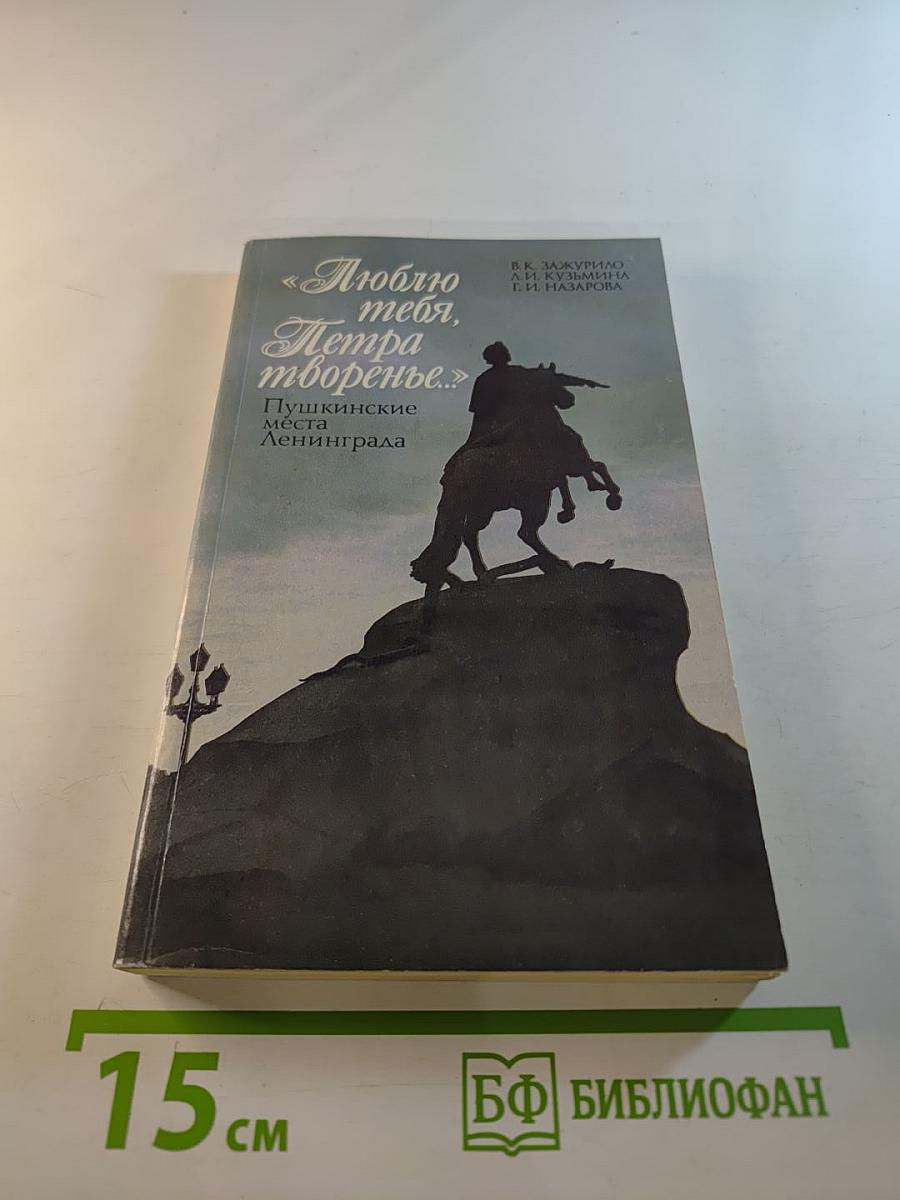 «Люблю
тебя,
Петра
творенье...»
Пушкинские
места
Ленинграда
В. К. ЗАЖУРИЛО
Л. И. КУЗЬМИНА
Г. И. НАЗАРОВА
15 см
БФ БИБЛИОФАН